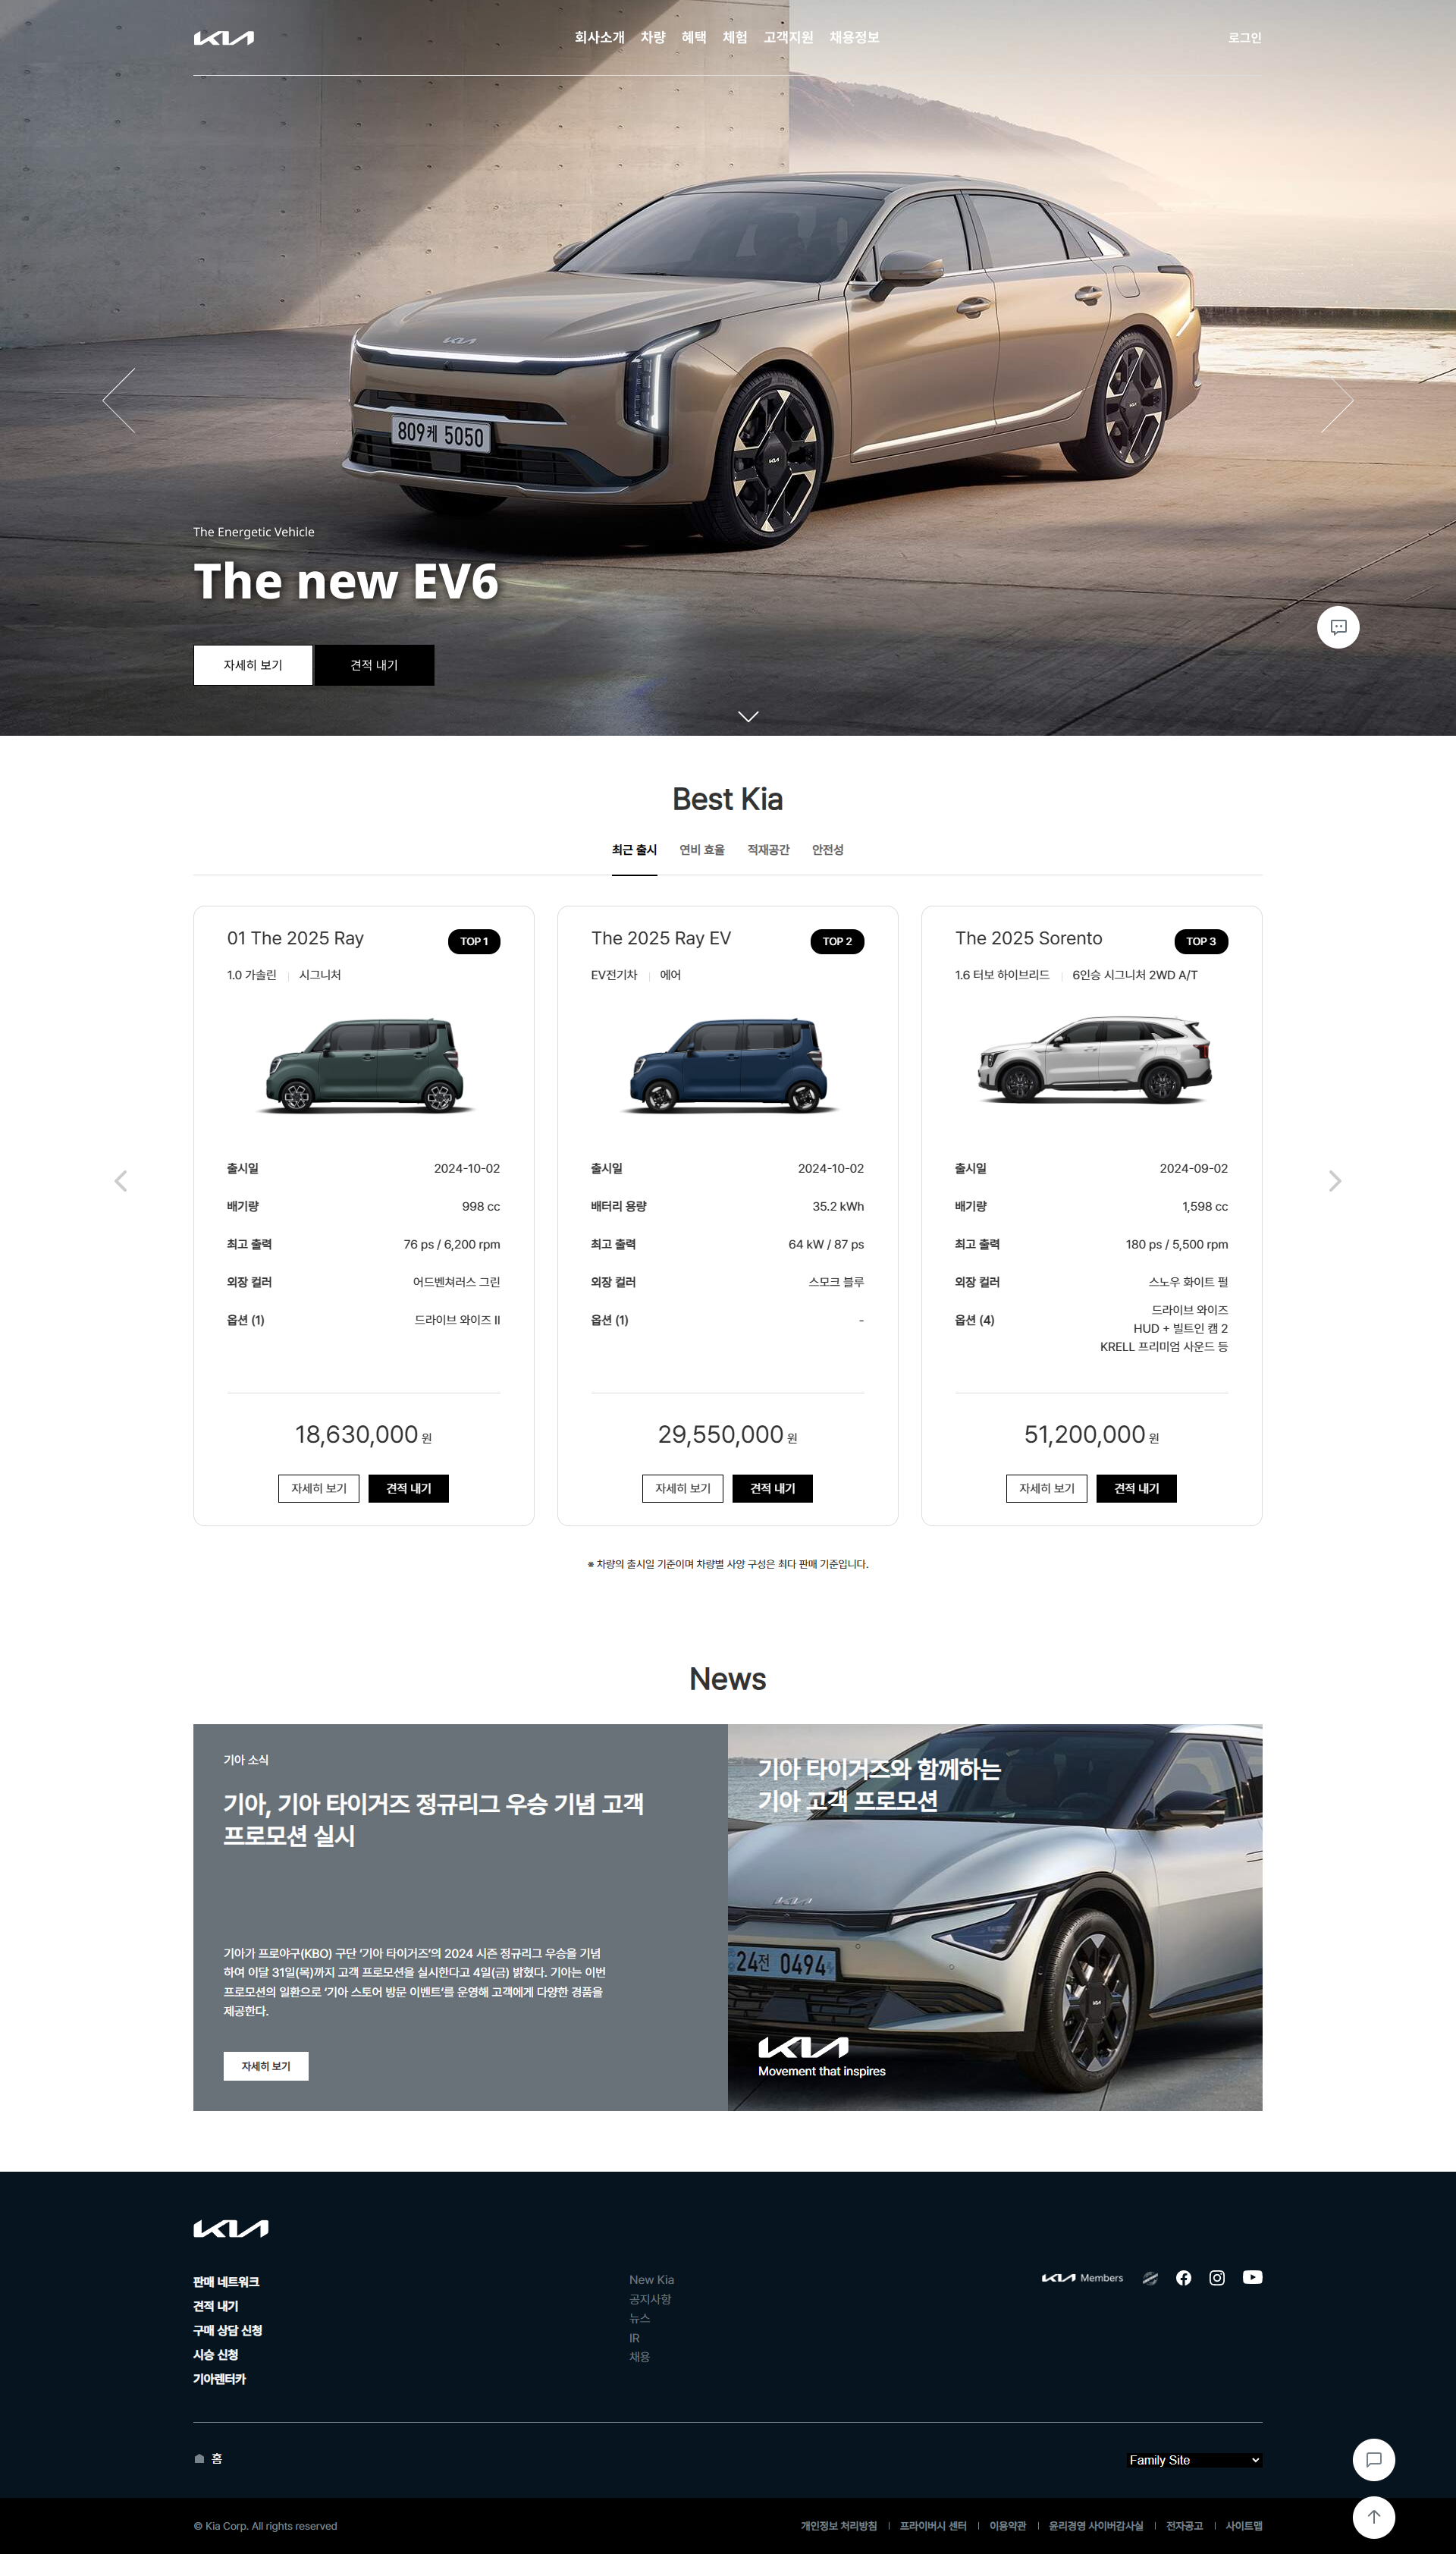 KIA
회사소개 차량 혜택 체험 고객지원 채용정보
로그인
KIA
809케 5050
The Energetic Vehicle
The new EV6
자세히 보기 견적 내기
Best Kia
최근 출시 연비 효율 적재공간 안전성
01 The 2025 Ray TOP 1
1.0 가솔린 시그니처
출시일 2024-10-02
배기량 998 cc
최고 출력 76 ps / 6,200 rpm
외장 컬러 어드벤쳐러스 그린
옵션 (1) 드라이브 와이즈 II
18,630,000 원
자세히 보기 견적 내기
The 2025 Ray EV TOP 2
EV전기차 에어
출시일 2024-10-02
배터리 용량 35.2 kWh
최고 출력 64 kW / 87 ps
외장 컬러 스모크 블루
옵션 (1) -
29,550,000 원
자세히 보기 견적 내기
The 2025 Sorento TOP 3
1.6 터보 하이브리드 6인승 시그니처 2WD A/T
출시일 2024-09-02
배기량 1,598 cc
최고 출력 180 ps / 5,500 rpm
외장 컬러 스노우 화이트 펄
옵션 (4) 드라이브 와이즈
HUD + 빌트인 캠 2
KRELL 프리미엄 사운드 등
51,200,000 원
자세히 보기 견적 내기
※ 차량의 출시일 기준이며 차량별 사양 구성은 최다 판매 기준입니다.
News
기아 소식
기아, 기아 타이거즈 정규리그 우승 기념 고객
프로모션 실시
기아가 프로야구(KBO) 구단 ‘기아 타이거즈’의 2024 시즌 정규리그 우승을 기념
하여 이달 31일(목)까지 고객 프로모션을 실시한다고 4일(금) 밝혔다. 기아는 이번
프로모션의 일환으로 ‘기아 스토어 방문 이벤트’를 운영해 고객에게 다양한 경품을
제공한다.
자세히 보기
기아 타이거즈와 함께하는
기아 고객 프로모션
KIA
24전 0494
KIA
Movement that inspires
KIA
판매 네트워크
견적 내기
구매 상담 신청
시승 신청
기아렌터카
New Kia
공지사항
뉴스
IR
채용
KIA Members
홈
Family Site
© Kia Corp. All rights reserved
개인정보 처리방침 | 프라이버시 센터 | 이용약관 | 윤리경영 사이버감사실 | 전자공고 | 사이트맵